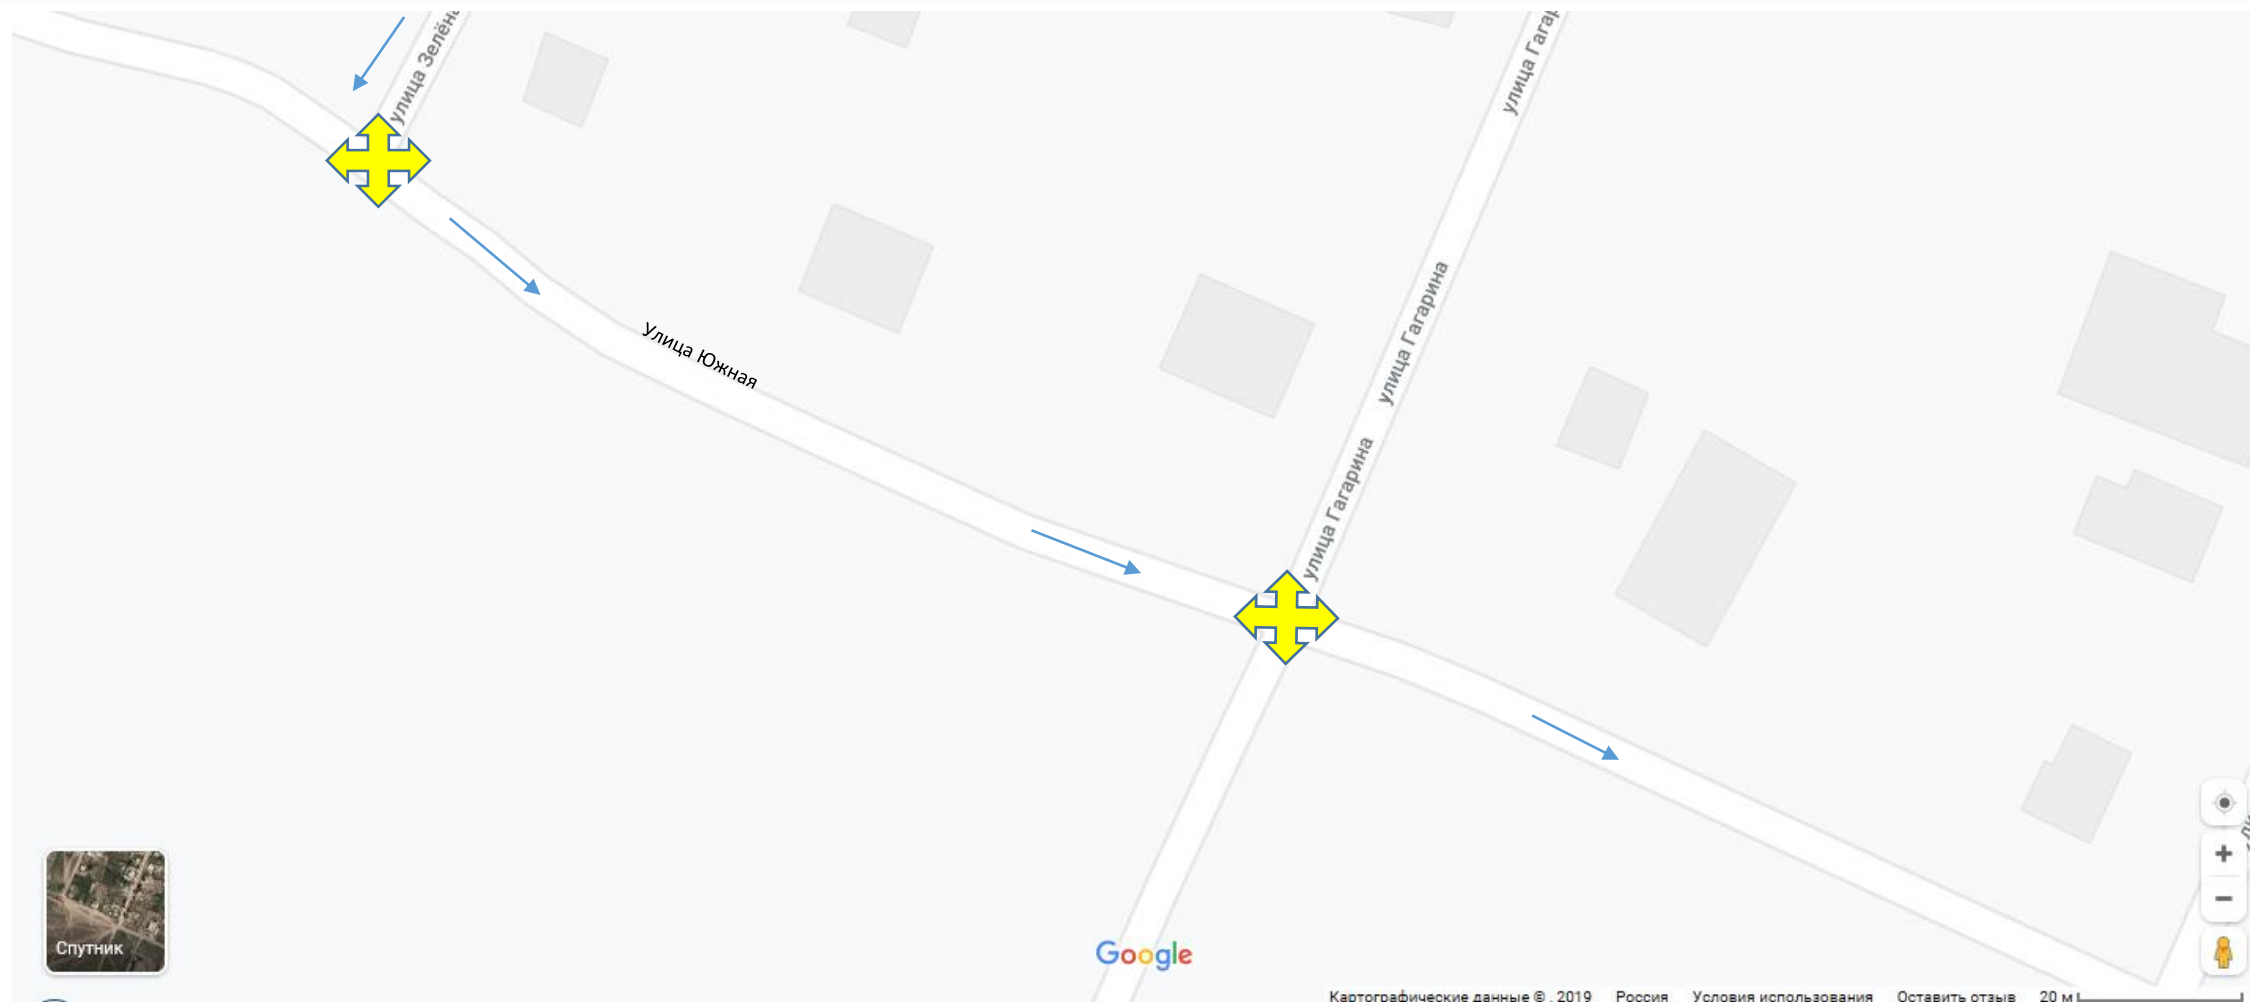 улица Зелёна
улица Гагар
улица Гагарина
Улица Южная
улица Гагарина
Спутник
Google
Картографические данные © , 2019 Россия Условия использования Оставить отзыв 20 м